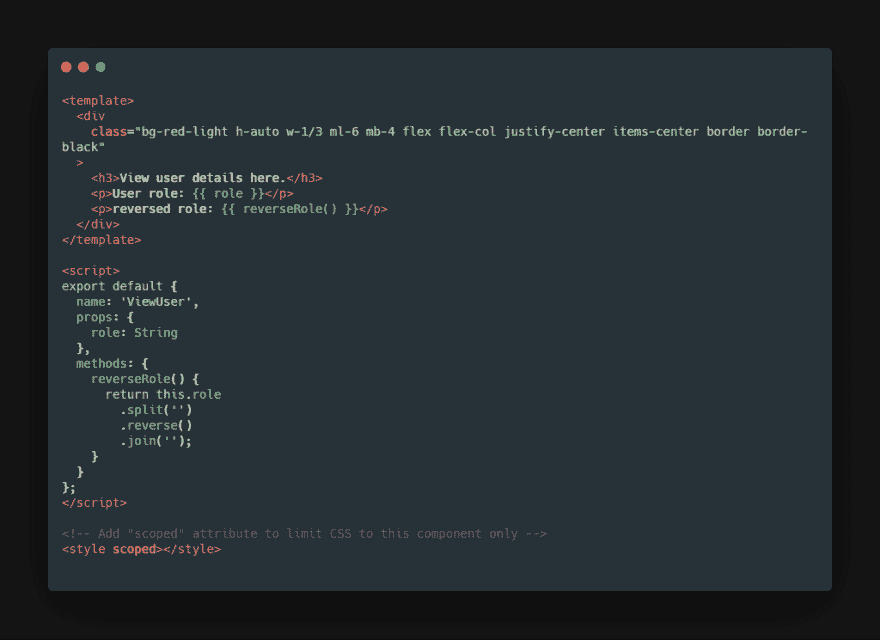 <template>
  <div
    class="bg-red-light h-auto w-1/3 ml-6 mb-4 flex flex-col justify-center items-center border border-
black"
  >
    <h3>View user details here.</h3>
    <p>User role: {{ role }}</p>
    <p>reversed role: {{ reverseRole() }}</p>
  </div>
</template>

<script>
export default {
  name: 'ViewUser',
  props: {
    role: String
  },
  methods: {
    reverseRole() {
      return this.role
        .split('')
        .reverse()
        .join('');
    }
  }
};
</script>

<!-- Add "scoped" attribute to limit CSS to this component only -->
<style scoped></style>